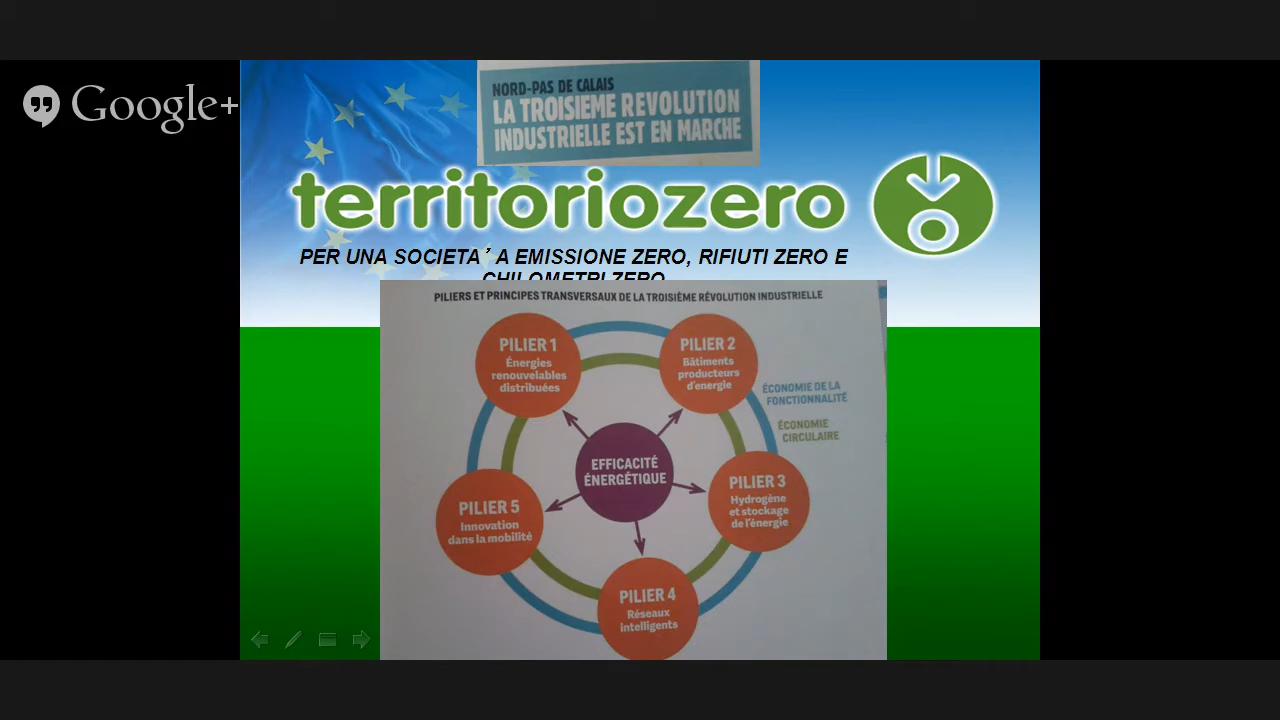 Google+
NORD-PAS DE CALAIS
LA TROISIEME REVOLUTION
INDUSTRIELLE EST EN MARCHE
territoriozero
PER UNA SOCIETA´ A EMISSIONE ZERO, RIFIUTI ZERO E
CHILOMETRI ZERO
PILIERS ET PRINCIPES TRANSVERSAUX DE LA TROISIÈME RÉVOLUTION INDUSTRIELLE
PILIER 1
Énergies
renouvelables
distribuées
PILIER 2
Bâtiments
producteurs
d'energie
ÉCONOMIE DE LA
FONCTIONNALITÉ
ÉCONOMIE
CIRCULAIRE
EFFICACITÉ
ÉNERGÉTIQUE
PILIER 3
Hydrogène
et stockage
de l'énergie
PILIER 5
Innovation
dans la mobilité
PILIER 4
Réseaux
intelligents